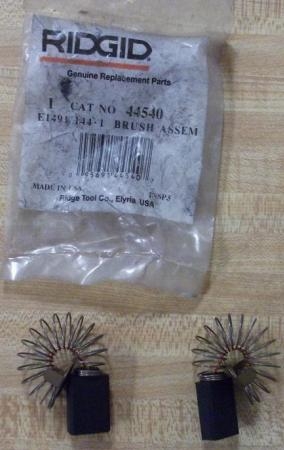 RIDGID
Genuine Replacement Parts
1 CAT NO 44540
E1491 144-1 BRUSH ASSEM
MADE IN USA
Ridge Tool Co., Elyria, USA